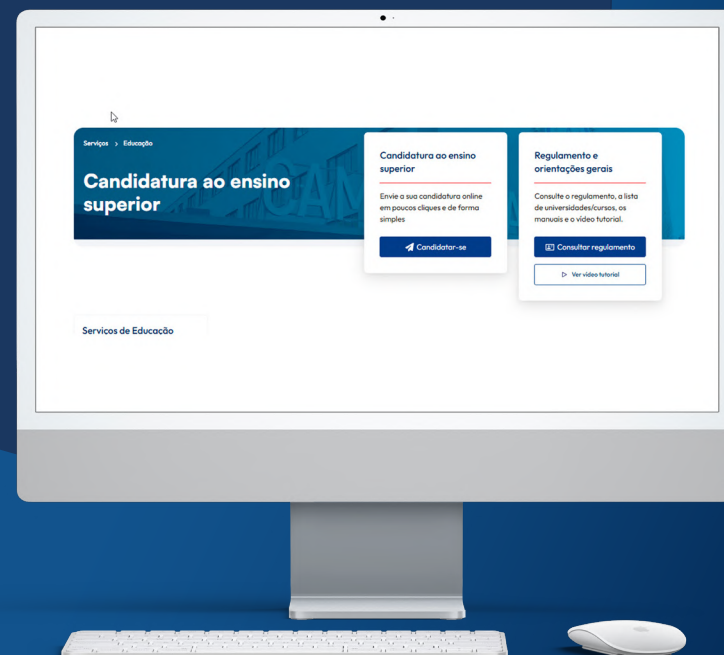 Serviços > Educação
Candidatura ao ensino
superior
Candidatura ao ensino
superior
Envie a sua candidatura online
em poucos cliques e de forma
simples
Candidatar-se
Regulamento e
orientações gerais
Consulte o regulamento, a lista
de universidades/cursos, os
manuais e o vídeo tutorial.
Consultar regulamento
Ver vídeo tutorial
Serviços de Educação